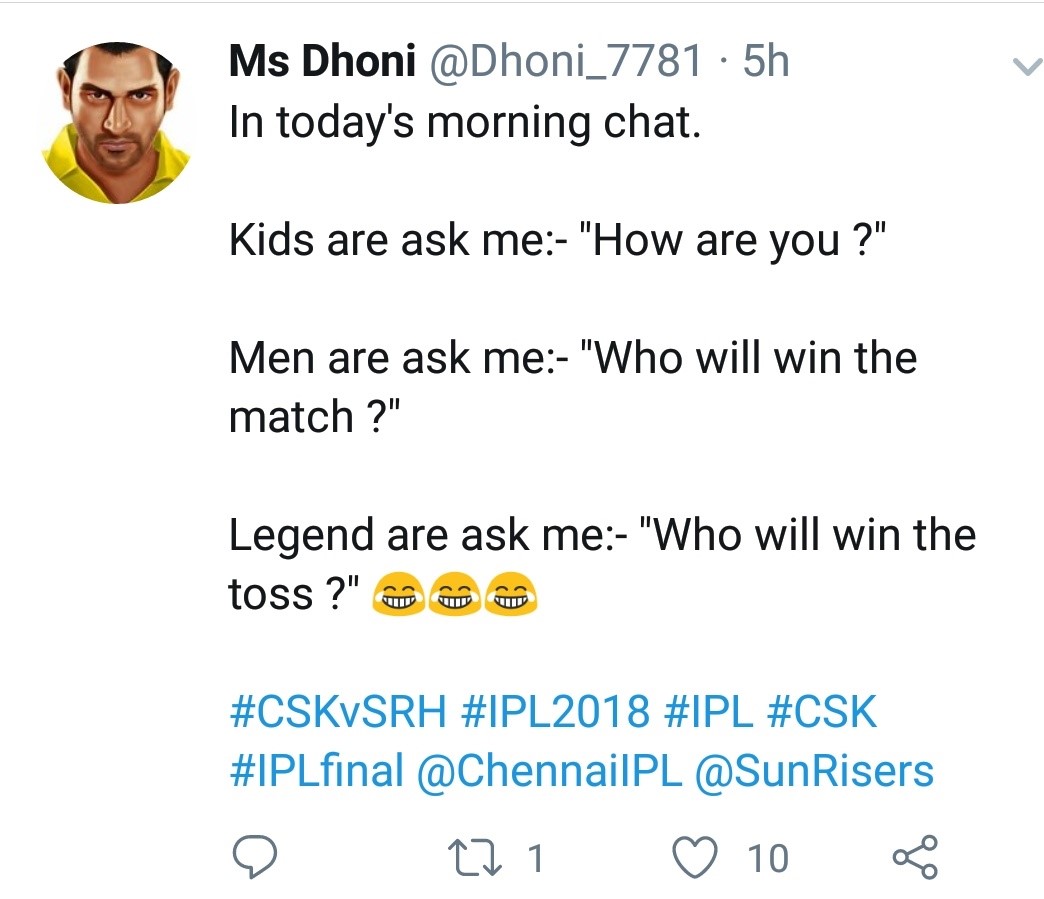 Ms Dhoni @Dhoni_7781 · 5h
In today's morning chat.
Kids are ask me:- "How are you ?"
Men are ask me:- "Who will win the
match ?"
Legend are ask me:- "Who will win the
toss ?" 😂😂😂
#CSKvSRH #IPL2018 #IPL #CSK
#IPLfinal @ChennaiIPL @SunRisers
1 10